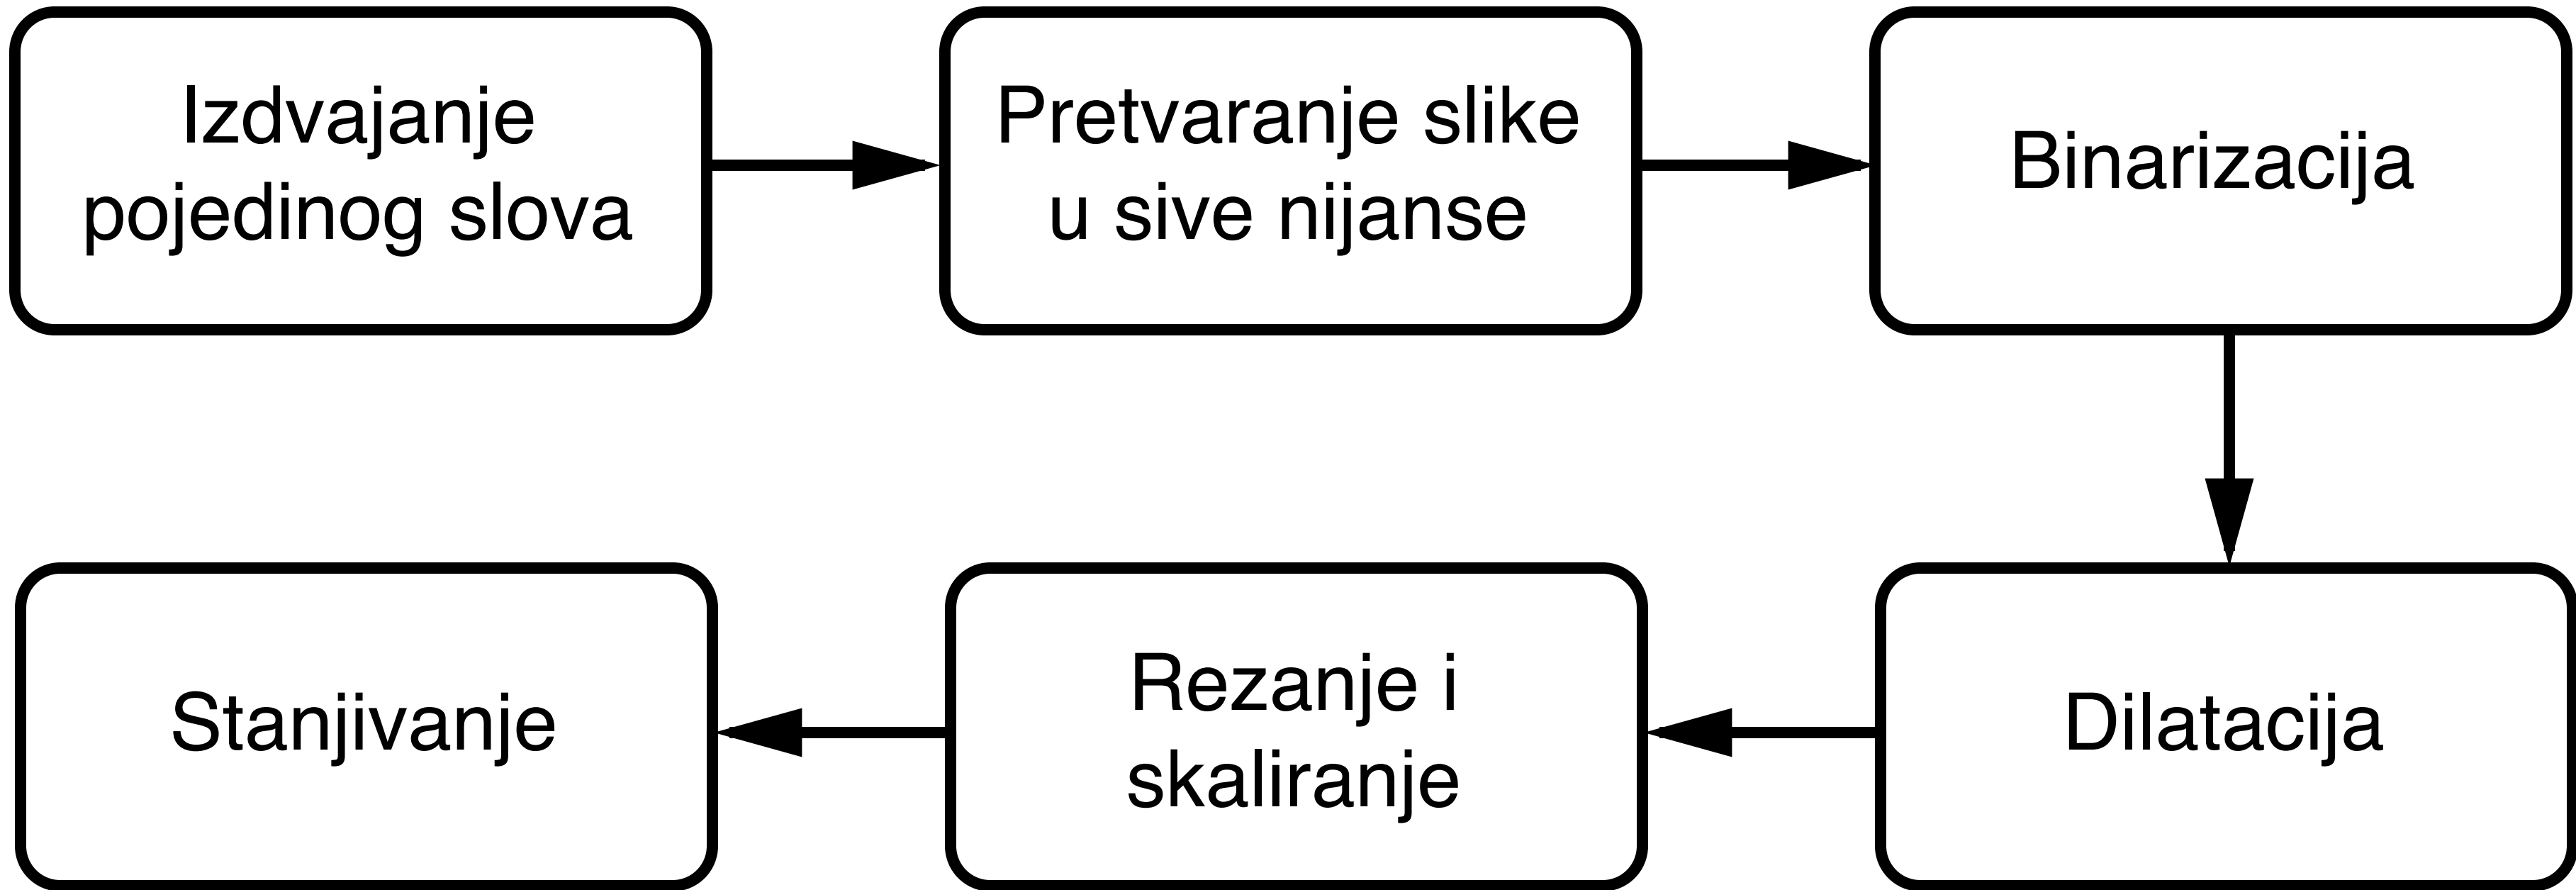 Izdvajanje
pojedinog slova
Pretvaranje slike
u sive nijanse
Binarizacija
Dilatacija
Rezanje i
skaliranje
Stanjivanje